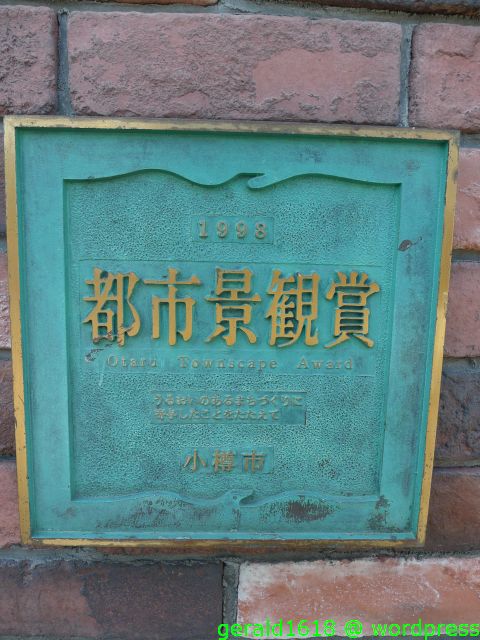 1998
都市景観賞
Otaru Townscape Award
うるおいのあるまちづくりに
寄与したことをたたえて
小樽市
gerald1618 @ wordpress